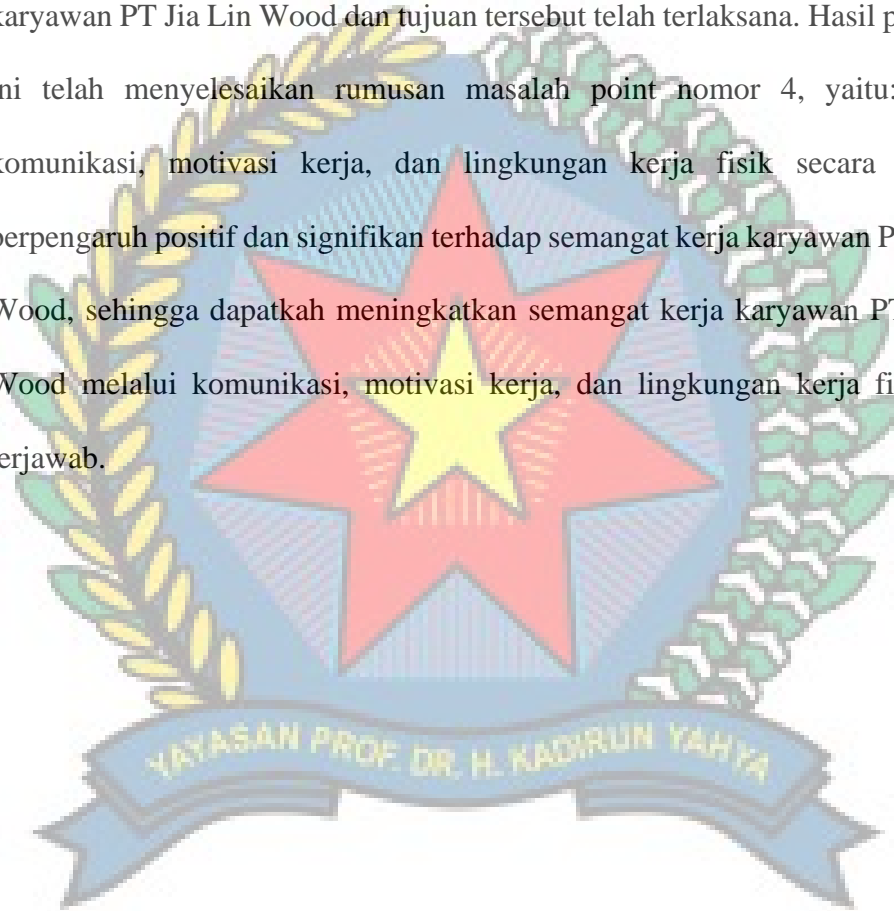 karyawan PT Jia Lin Wood dan tujuan tersebut telah terlaksana. Hasil p
ni telah menyelesaikan rumusan masalah point nomor 4, yaitu:
komunikasi, motivasi kerja, dan lingkungan kerja fisik secara
berpengaruh positif dan signifikan terhadap semangat kerja karyawan P
Wood, sehingga dapatkah meningkatkan semangat kerja karyawan PT
Wood melalui komunikasi, motivasi kerja, dan lingkungan kerja fi
erjawab.
YAYASAN PROF. DR. H. KADIRUN YAHYA